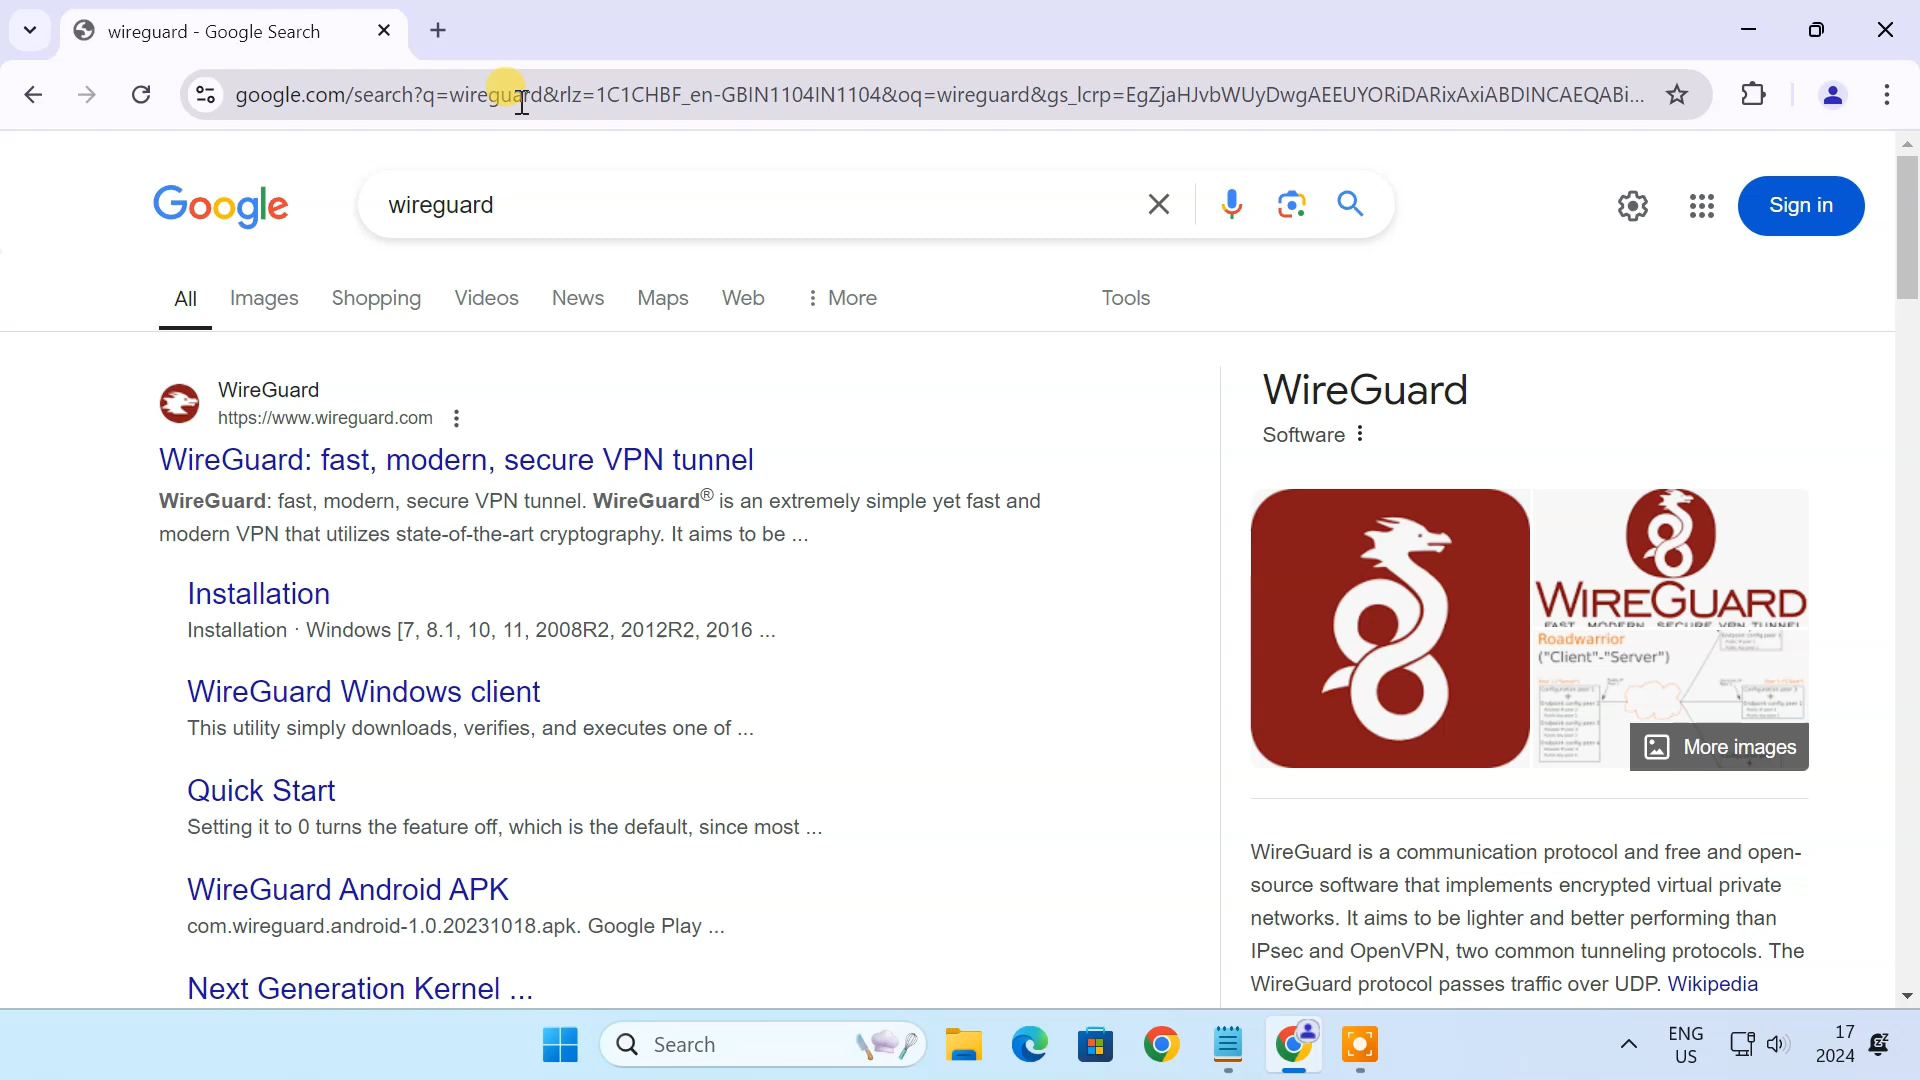 wireguard - Google Search
google.com/search?q=wireguard&rlz=1C1CHBF_en-GBIN1104IN1104&oq=wireguard&gs_lcrp=EgZjaHJvbWUyDwgAEEUYORiDARixAxiABDINCAEQABi...
Google
wireguard
Sign in
All Images Shopping Videos News Maps Web More Tools
WireGuard
https://www.wireguard.com
WireGuard: fast, modern, secure VPN tunnel
WireGuard: fast, modern, secure VPN tunnel. WireGuard® is an extremely simple yet fast and
modern VPN that utilizes state-of-the-art cryptography. It aims to be ...
Installation
Installation · Windows [7, 8.1, 10, 11, 2008R2, 2012R2, 2016 ...
WireGuard Windows client
This utility simply downloads, verifies, and executes one of ...
Quick Start
Setting it to 0 turns the feature off, which is the default, since most ...
WireGuard Android APK
com.wireguard.android-1.0.20231018.apk. Google Play ...
Next Generation Kernel ...
WireGuard
Software
WIREGUARD
FAST, MODERN, SECURE VPN TUNNEL
Roadwarrior
("Client"-"Server")
More images
WireGuard is a communication protocol and free and open-
source software that implements encrypted virtual private
networks. It aims to be lighter and better performing than
IPsec and OpenVPN, two common tunneling protocols. The
WireGuard protocol passes traffic over UDP. Wikipedia
Search
ENG
US
17
2024